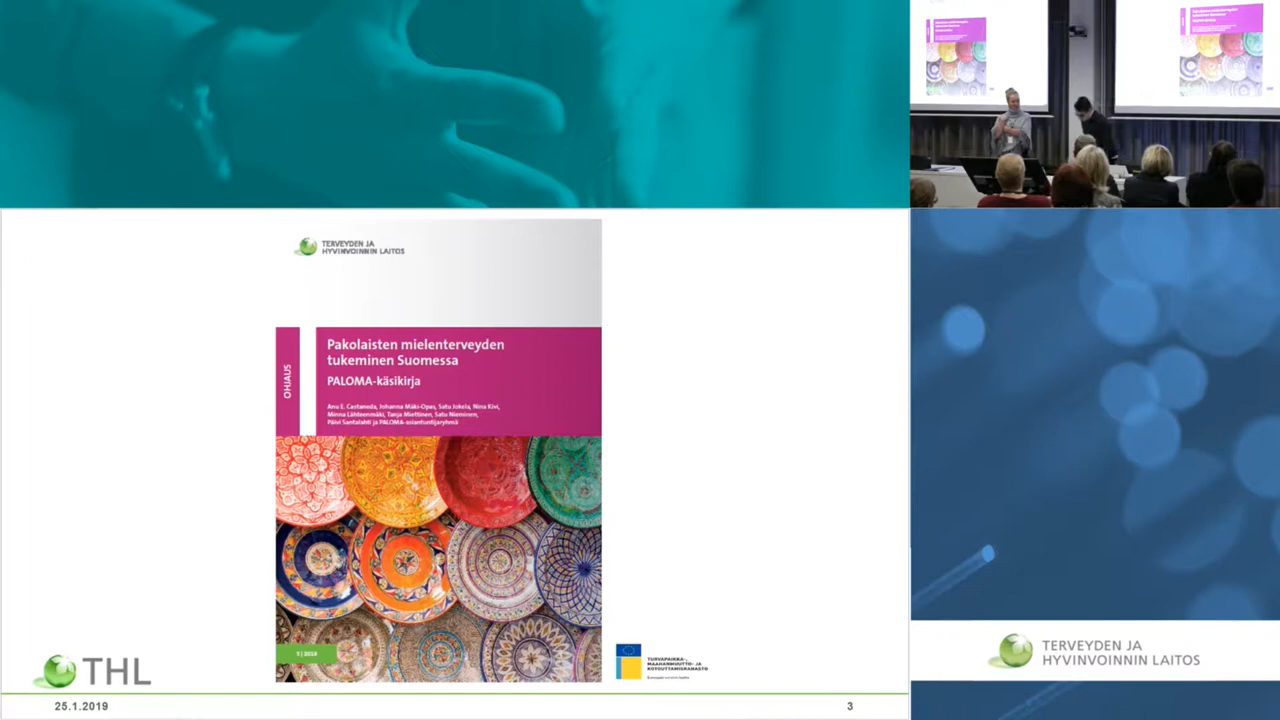 TERVEYDEN JA
HYVINVOINNIN LAITOS
OHJAUS
Pakolaisten mielenterveyden
tukeminen Suomessa
PALOMA-käsikirja
Anu E. Castaneda, Johanna Mäki-Opas, Satu Jokela, Nina Kivi,
Minna Lähteenmäki, Tanja Miettinen, Satu Nieminen,
Päivi Santalahti ja PALOMA-asiantuntijaryhmä
5 | 2018
TURVAPAIKKA-,
MAAHANMUUTTO- JA
KOTOUTTAMISRAHASTO
THL
25.1.2019
3
TERVEYDEN JA
HYVINVOINNIN LAITOS